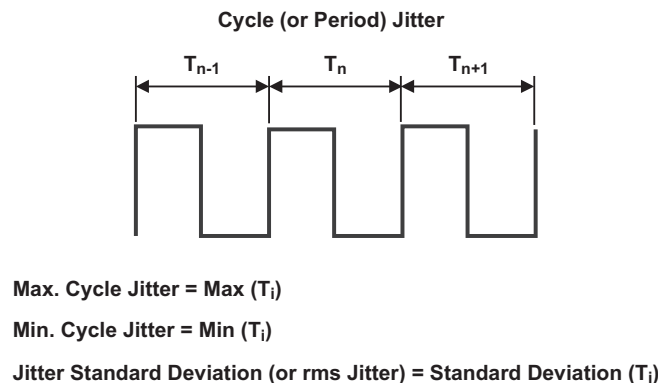 Cycle (or Period) Jitter
Tn-1 Tn Tn+1
Max. Cycle Jitter = Max (Ti)
Min. Cycle Jitter = Min (Ti)
Jitter Standard Deviation (or rms Jitter) = Standard Deviation (Ti)